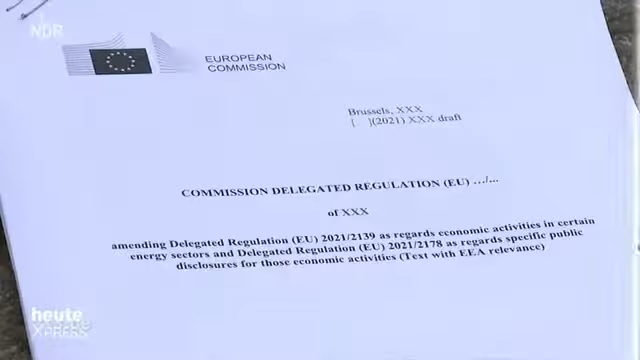 NDR
EUROPEAN
COMMISSION
Brussels, XXX
[ ](2021) XXX draft
COMMISSION DELEGATED REGULATION (EU) …/...
of XXX
amending Delegated Regulation (EU) 2021/2139 as regards economic activities in certain
energy sectors and Delegated Regulation (EU) 2021/2178 as regards specific public
disclosures for those economic activities (Text with EEA relevance)
heute
XPRESS